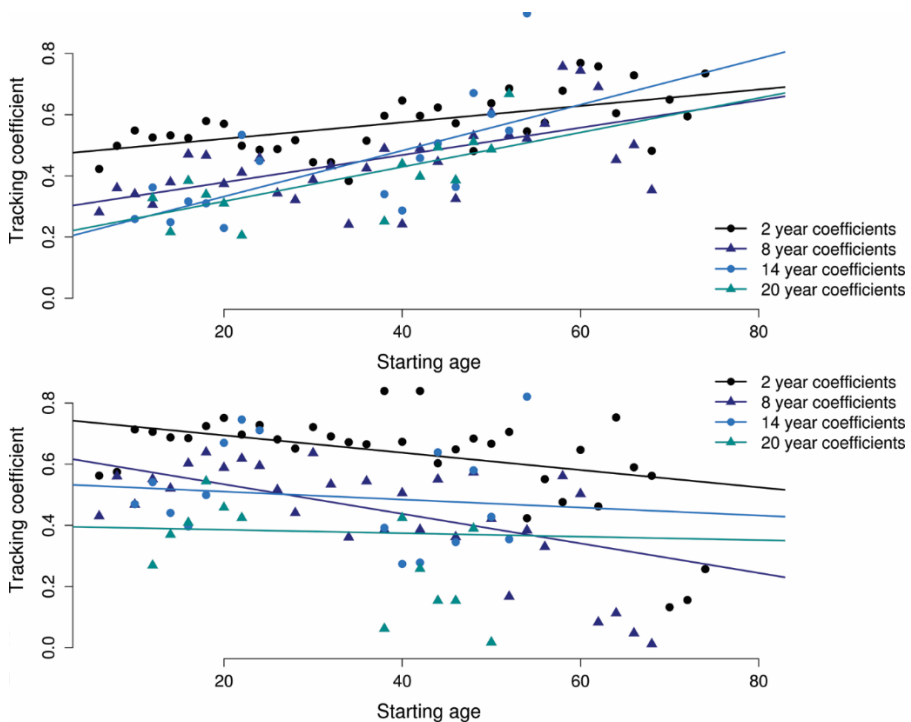 Tracking coefficient
0.8
0.6
0.4
0.2
0.0
2 year coefficients
8 year coefficients
14 year coefficients
20 year coefficients
20
40
60
80
Starting age
2 year coefficients
8 year coefficients
14 year coefficients
20 year coefficients
Tracking coefficient
0.8
0.6
0.4
0.2
0.0
20
40
60
80
Starting age